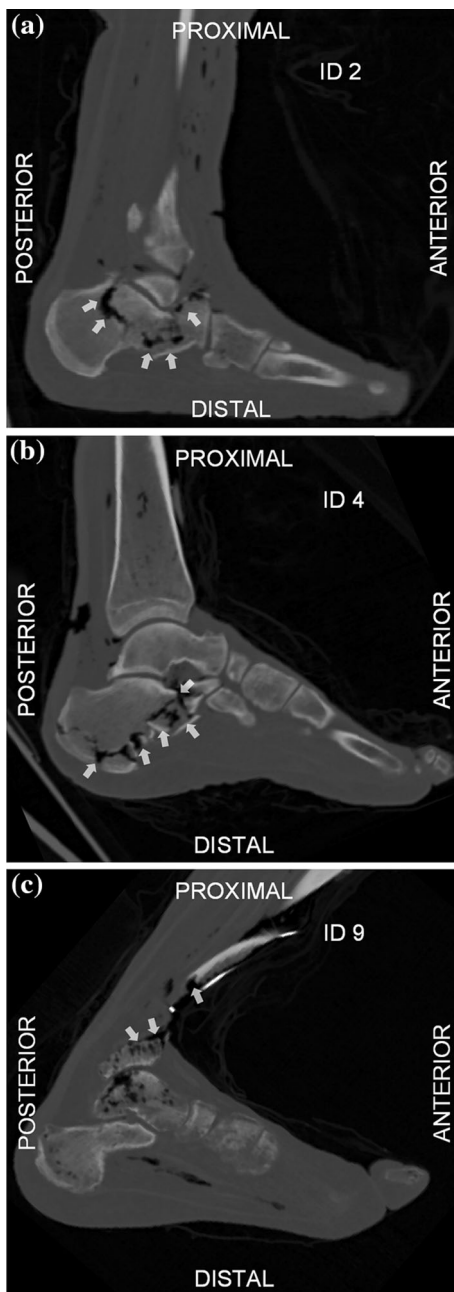 (a)
PROXIMAL
ID 2
POSTERIOR
ANTERIOR
DISTAL
(b)
PROXIMAL
ID 4
POSTERIOR
ANTERIOR
DISTAL
(c)
PROXIMAL
ID 9
POSTERIOR
ANTERIOR
DISTAL